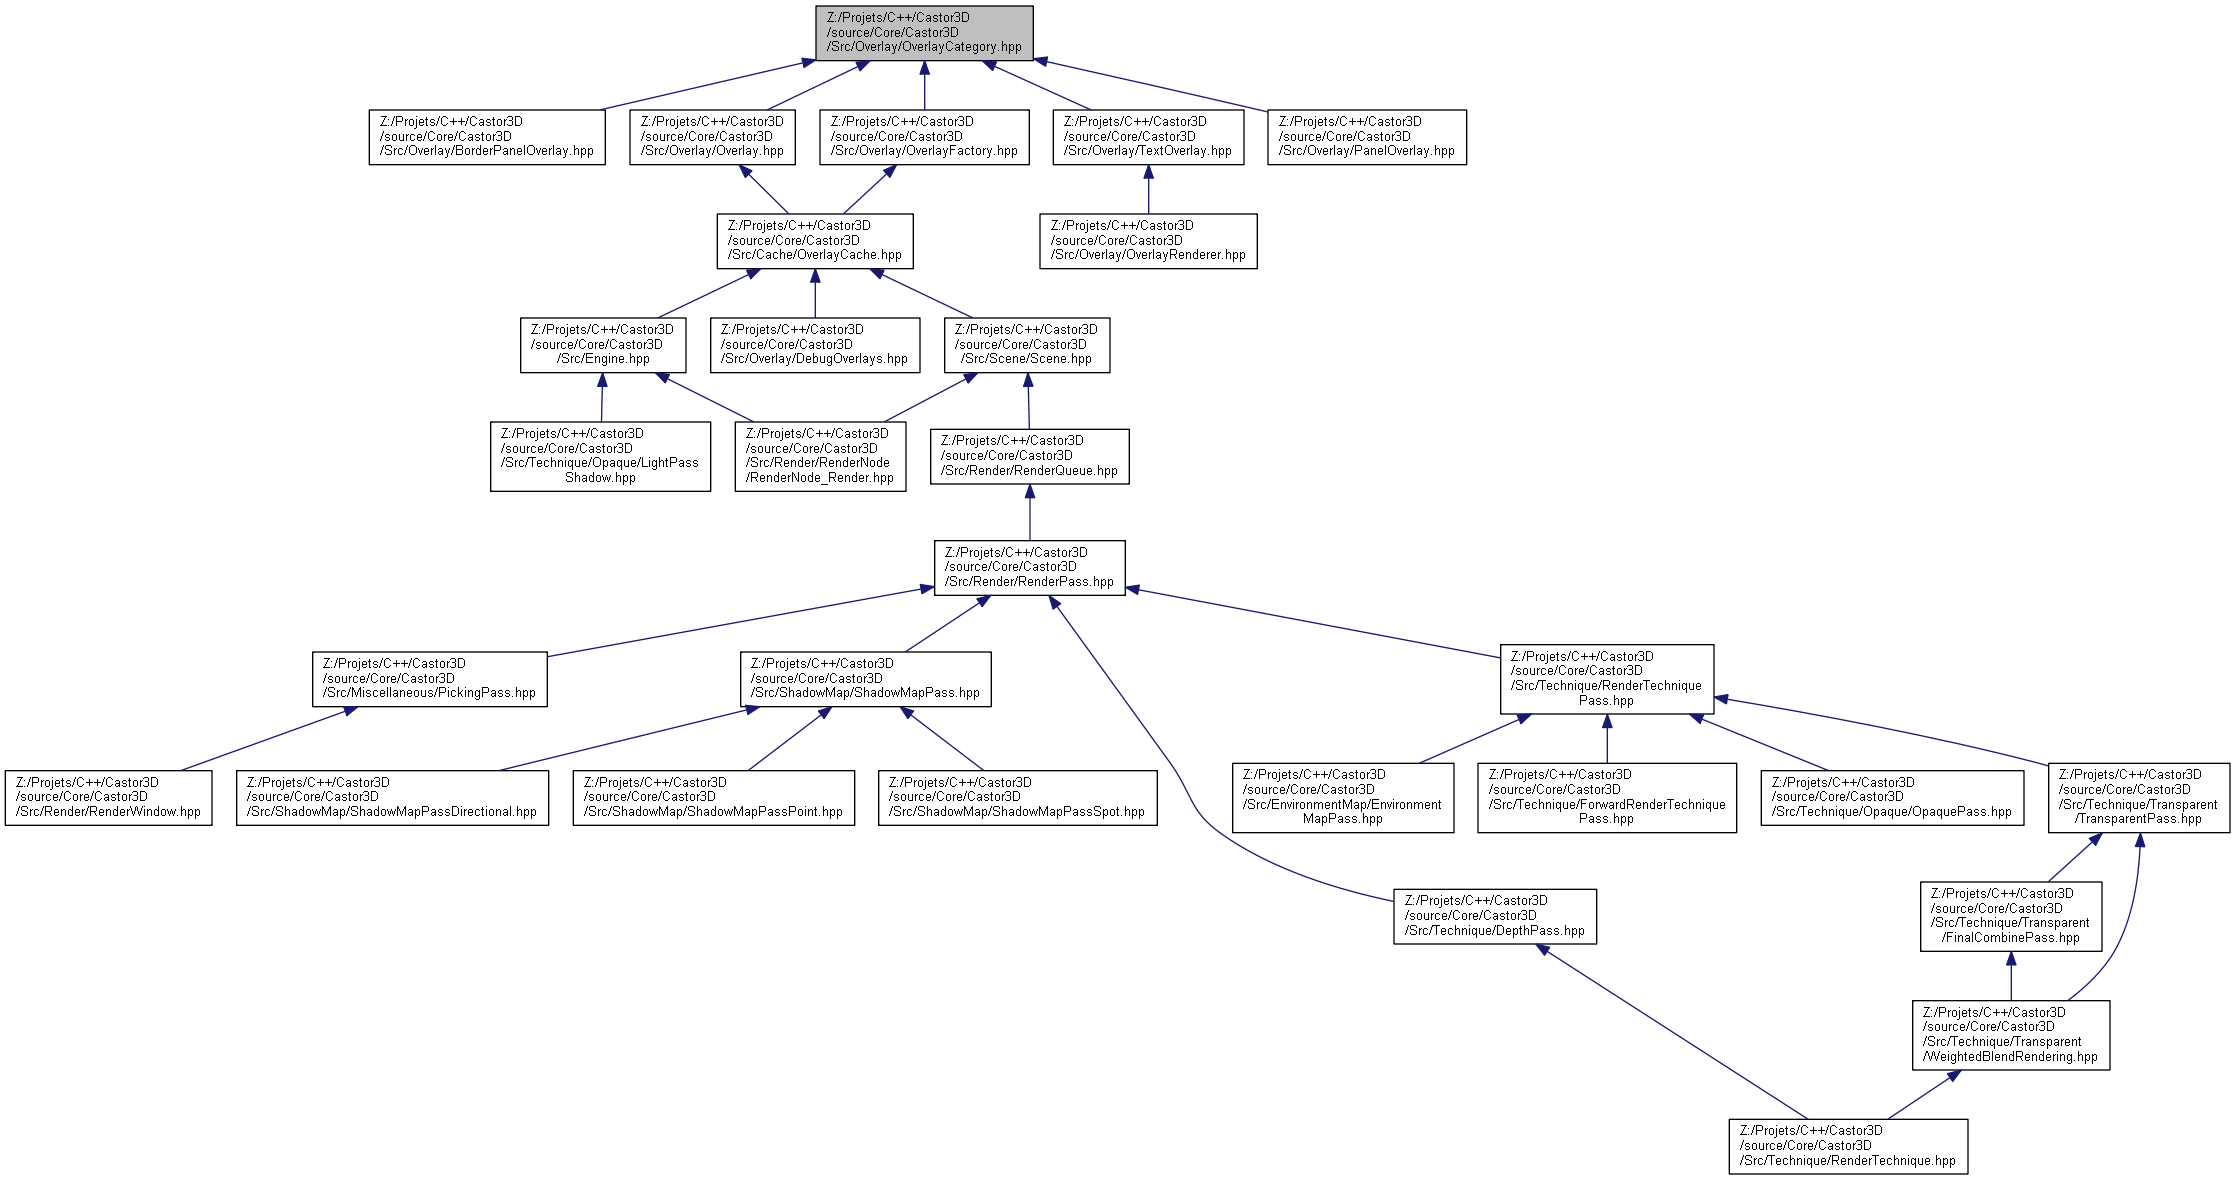 Z:/Projets/C++/Castor3D
/source/Core/Castor3D
/Src/Overlay/OverlayCategory.hpp
Z:/Projets/C++/Castor3D
/source/Core/Castor3D
/Src/Overlay/BorderPanelOverlay.hpp
Z:/Projets/C++/Castor3D
/source/Core/Castor3D
/Src/Overlay/Overlay.hpp
Z:/Projets/C++/Castor3D
/source/Core/Castor3D
/Src/Overlay/OverlayFactory.hpp
Z:/Projets/C++/Castor3D
/source/Core/Castor3D
/Src/Overlay/TextOverlay.hpp
Z:/Projets/C++/Castor3D
/source/Core/Castor3D
/Src/Overlay/PanelOverlay.hpp
Z:/Projets/C++/Castor3D
/source/Core/Castor3D
/Src/Cache/OverlayCache.hpp
Z:/Projets/C++/Castor3D
/source/Core/Castor3D
/Src/Overlay/OverlayRenderer.hpp
Z:/Projets/C++/Castor3D
/source/Core/Castor3D
/Src/Engine.hpp
Z:/Projets/C++/Castor3D
/source/Core/Castor3D
/Src/Overlay/DebugOverlays.hpp
Z:/Projets/C++/Castor3D
/source/Core/Castor3D
/Src/Scene/Scene.hpp
Z:/Projets/C++/Castor3D
/source/Core/Castor3D
/Src/Technique/Opaque/LightPass
Shadow.hpp
Z:/Projets/C++/Castor3D
/source/Core/Castor3D
/Src/Render/RenderNode
/RenderNode_Render.hpp
Z:/Projets/C++/Castor3D
/source/Core/Castor3D
/Src/Render/RenderQueue.hpp
Z:/Projets/C++/Castor3D
/source/Core/Castor3D
/Src/Render/RenderPass.hpp
Z:/Projets/C++/Castor3D
/source/Core/Castor3D
/Src/Miscellaneous/PickingPass.hpp
Z:/Projets/C++/Castor3D
/source/Core/Castor3D
/Src/ShadowMap/ShadowMapPass.hpp
Z:/Projets/C++/Castor3D
/source/Core/Castor3D
/Src/Technique/RenderTechnique
Pass.hpp
Z:/Projets/C++/Castor3D
/source/Core/Castor3D
/Src/Render/RenderWindow.hpp
Z:/Projets/C++/Castor3D
/source/Core/Castor3D
/Src/ShadowMap/ShadowMapPassDirectional.hpp
Z:/Projets/C++/Castor3D
/source/Core/Castor3D
/Src/ShadowMap/ShadowMapPassPoint.hpp
Z:/Projets/C++/Castor3D
/source/Core/Castor3D
/Src/ShadowMap/ShadowMapPassSpot.hpp
Z:/Projets/C++/Castor3D
/source/Core/Castor3D
/Src/EnvironmentMap/Environment
MapPass.hpp
Z:/Projets/C++/Castor3D
/source/Core/Castor3D
/Src/Technique/ForwardRenderTechnique
Pass.hpp
Z:/Projets/C++/Castor3D
/source/Core/Castor3D
/Src/Technique/Opaque/OpaquePass.hpp
Z:/Projets/C++/Castor3D
/source/Core/Castor3D
/Src/Technique/Transparent
/TransparentPass.hpp
Z:/Projets/C++/Castor3D
/source/Core/Castor3D
/Src/Technique/DepthPass.hpp
Z:/Projets/C++/Castor3D
/source/Core/Castor3D
/Src/Technique/Transparent
/FinalCombinePass.hpp
Z:/Projets/C++/Castor3D
/source/Core/Castor3D
/Src/Technique/Transparent
/WeightedBlendRendering.hpp
Z:/Projets/C++/Castor3D
/source/Core/Castor3D
/Src/Technique/RenderTechnique.hpp